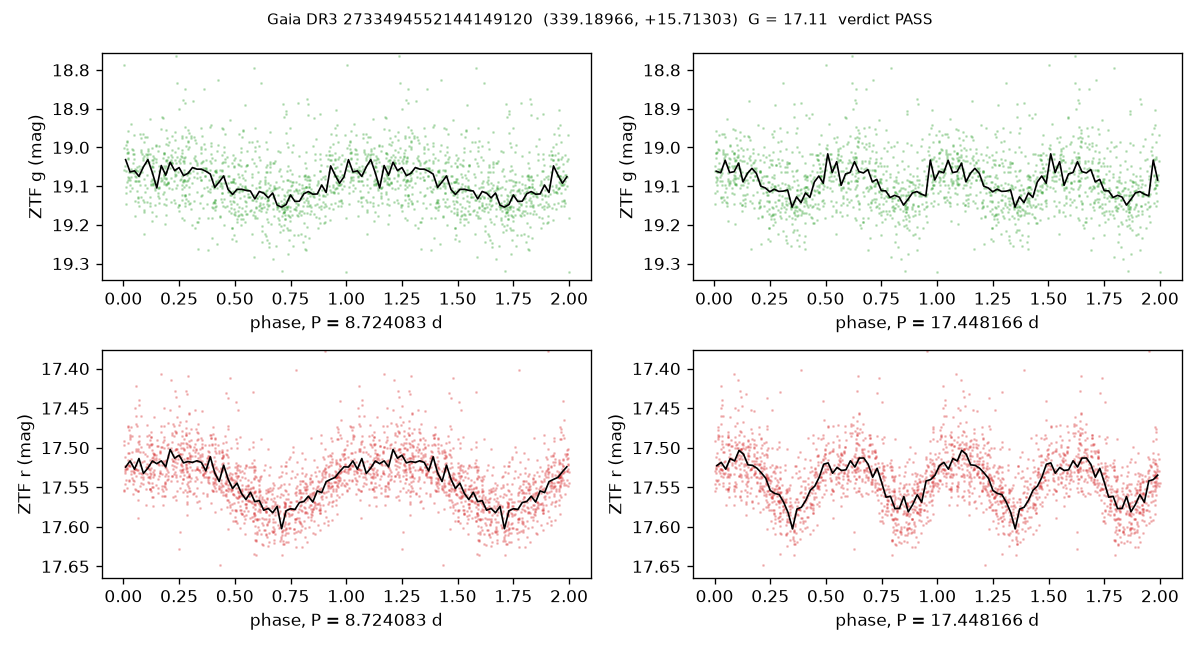 Gaia DR3 2733494552144149120 (339.18966, +15.71303) G = 17.11 verdict PASS
ZTF g (mag)
18.8
18.9
19.0
19.1
19.2
19.3
0.00 0.25 0.50 0.75 1.00 1.25 1.50 1.75 2.00
phase, P = 8.724083 d
ZTF g (mag)
18.8
18.9
19.0
19.1
19.2
19.3
0.00 0.25 0.50 0.75 1.00 1.25 1.50 1.75 2.00
phase, P = 17.448166 d
ZTF r (mag)
17.40
17.45
17.50
17.55
17.60
17.65
0.00 0.25 0.50 0.75 1.00 1.25 1.50 1.75 2.00
phase, P = 8.724083 d
ZTF r (mag)
17.40
17.45
17.50
17.55
17.60
17.65
0.00 0.25 0.50 0.75 1.00 1.25 1.50 1.75 2.00
phase, P = 17.448166 d